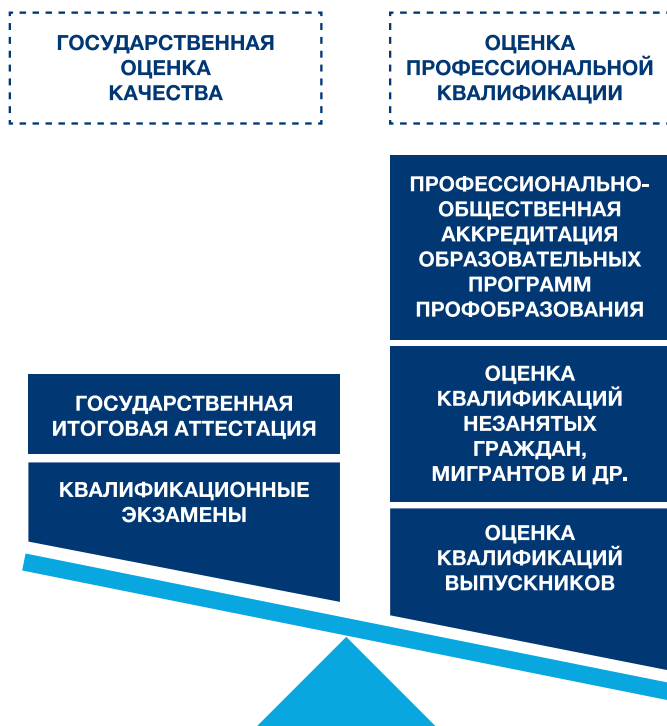 ГОСУДАРСТВЕННАЯ
ОЦЕНКА
КАЧЕСТВА
ОЦЕНКА
ПРОФЕССИОНАЛЬНОЙ
КВАЛИФИКАЦИИ
ПРОФЕССИОНАЛЬНО-
ОБЩЕСТВЕННАЯ
АККРЕДИТАЦИЯ
ОБРАЗОВАТЕЛЬНЫХ
ПРОГРАММ
ПРОФОБРАЗОВАНИЯ
ГОСУДАРСТВЕННАЯ
ИТОГОВАЯ АТТЕСТАЦИЯ
ОЦЕНКА
КВАЛИФИКАЦИЙ
НЕЗАНЯТЫХ
ГРАЖДАН,
МИГРАНТОВ И ДР.
КВАЛИФИКАЦИОННЫЕ
ЭКЗАМЕНЫ
ОЦЕНКА
КВАЛИФИКАЦИЙ
ВЫПУСКНИКОВ